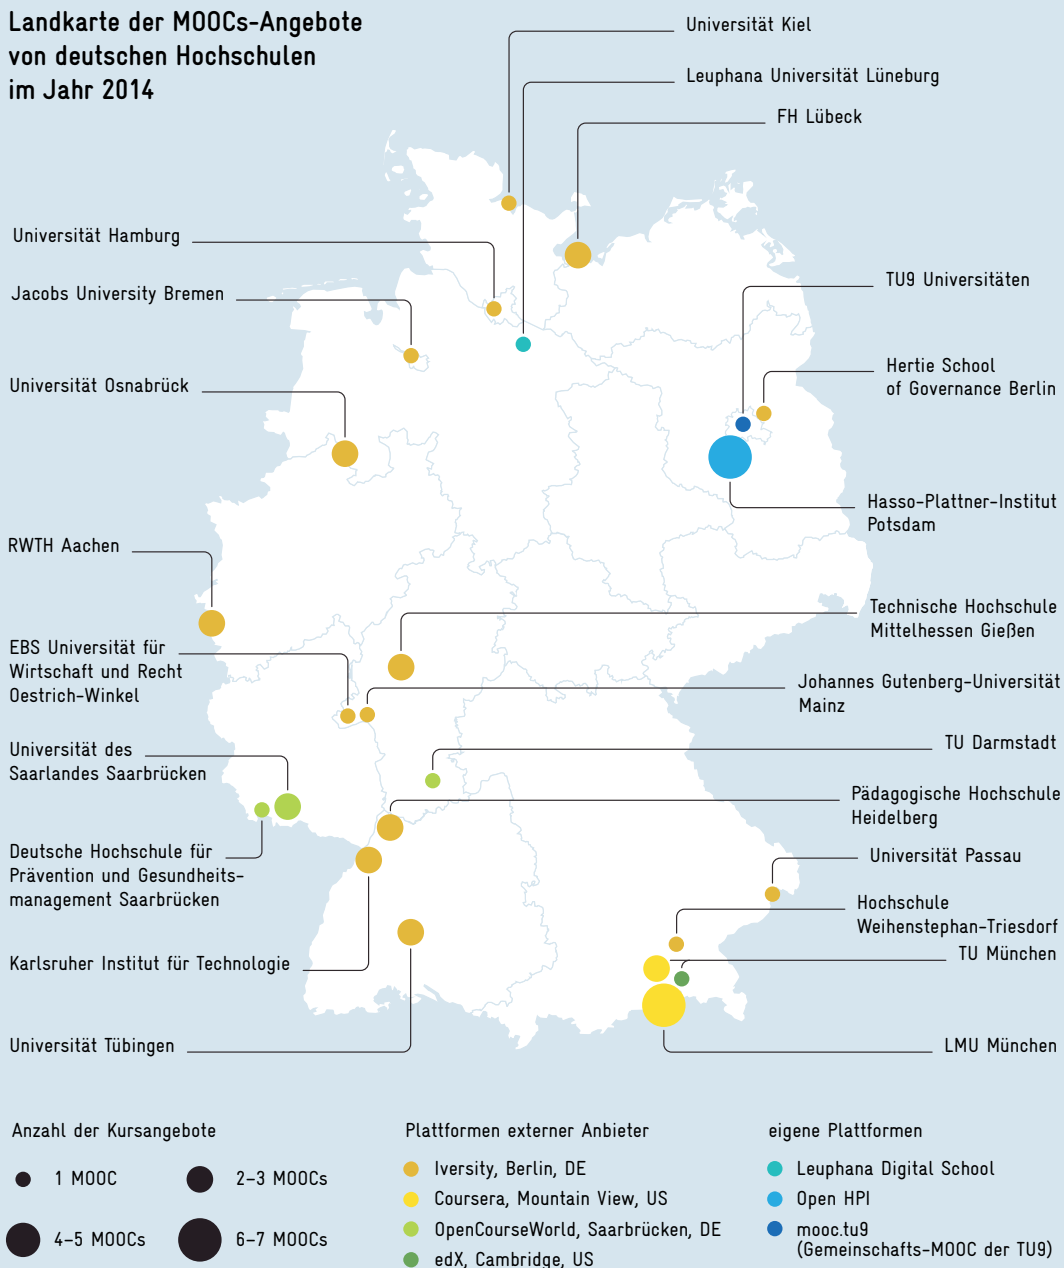 Landkarte der MOOCs-Angebote
von deutschen Hochschulen
im Jahr 2014
Universität Kiel
Leuphana Universität Lüneburg
FH Lübeck
Universität Hamburg
TU9 Universitäten
Jacobs University Bremen
Hertie School
of Governance Berlin
Universität Osnabrück
Hasso-Plattner-Institut
Potsdam
RWTH Aachen
Technische Hochschule
Mittelhessen Gießen
EBS Universität für
Wirtschaft und Recht
Oestrich-Winkel
Johannes Gutenberg-Universität
Mainz
Universität des
Saarlandes Saarbrücken
TU Darmstadt
Pädagogische Hochschule
Heidelberg
Deutsche Hochschule für
Prävention und Gesundheits-
management Saarbrücken
Universität Passau
Hochschule
Weihenstephan-Triesdorf
TU München
Karlsruher Institut für Technologie
Universität Tübingen
LMU München
Anzahl der Kursangebote
1 MOOC
2-3 MOOCs
4-5 MOOCs
6-7 MOOCs
Plattformen externer Anbieter
Iversity, Berlin, DE
Coursera, Mountain View, US
OpenCourseWorld, Saarbrücken, DE
edX, Cambridge, US
eigene Plattformen
Leuphana Digital School
Open HPI
mooc.tu9
(Gemeinschafts-MOOC der TU9)